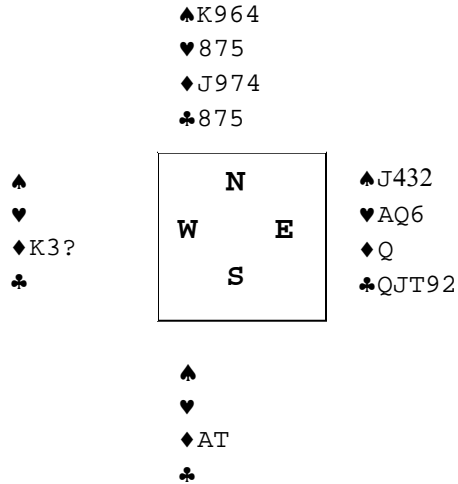 ♠K964
♥875
♦J974
♣875
♠
♥
♦K3?
♣
N
W E
S
♠J432
♥AQ6
♦Q
♣QJT92
♠
♥
♦AT
♣